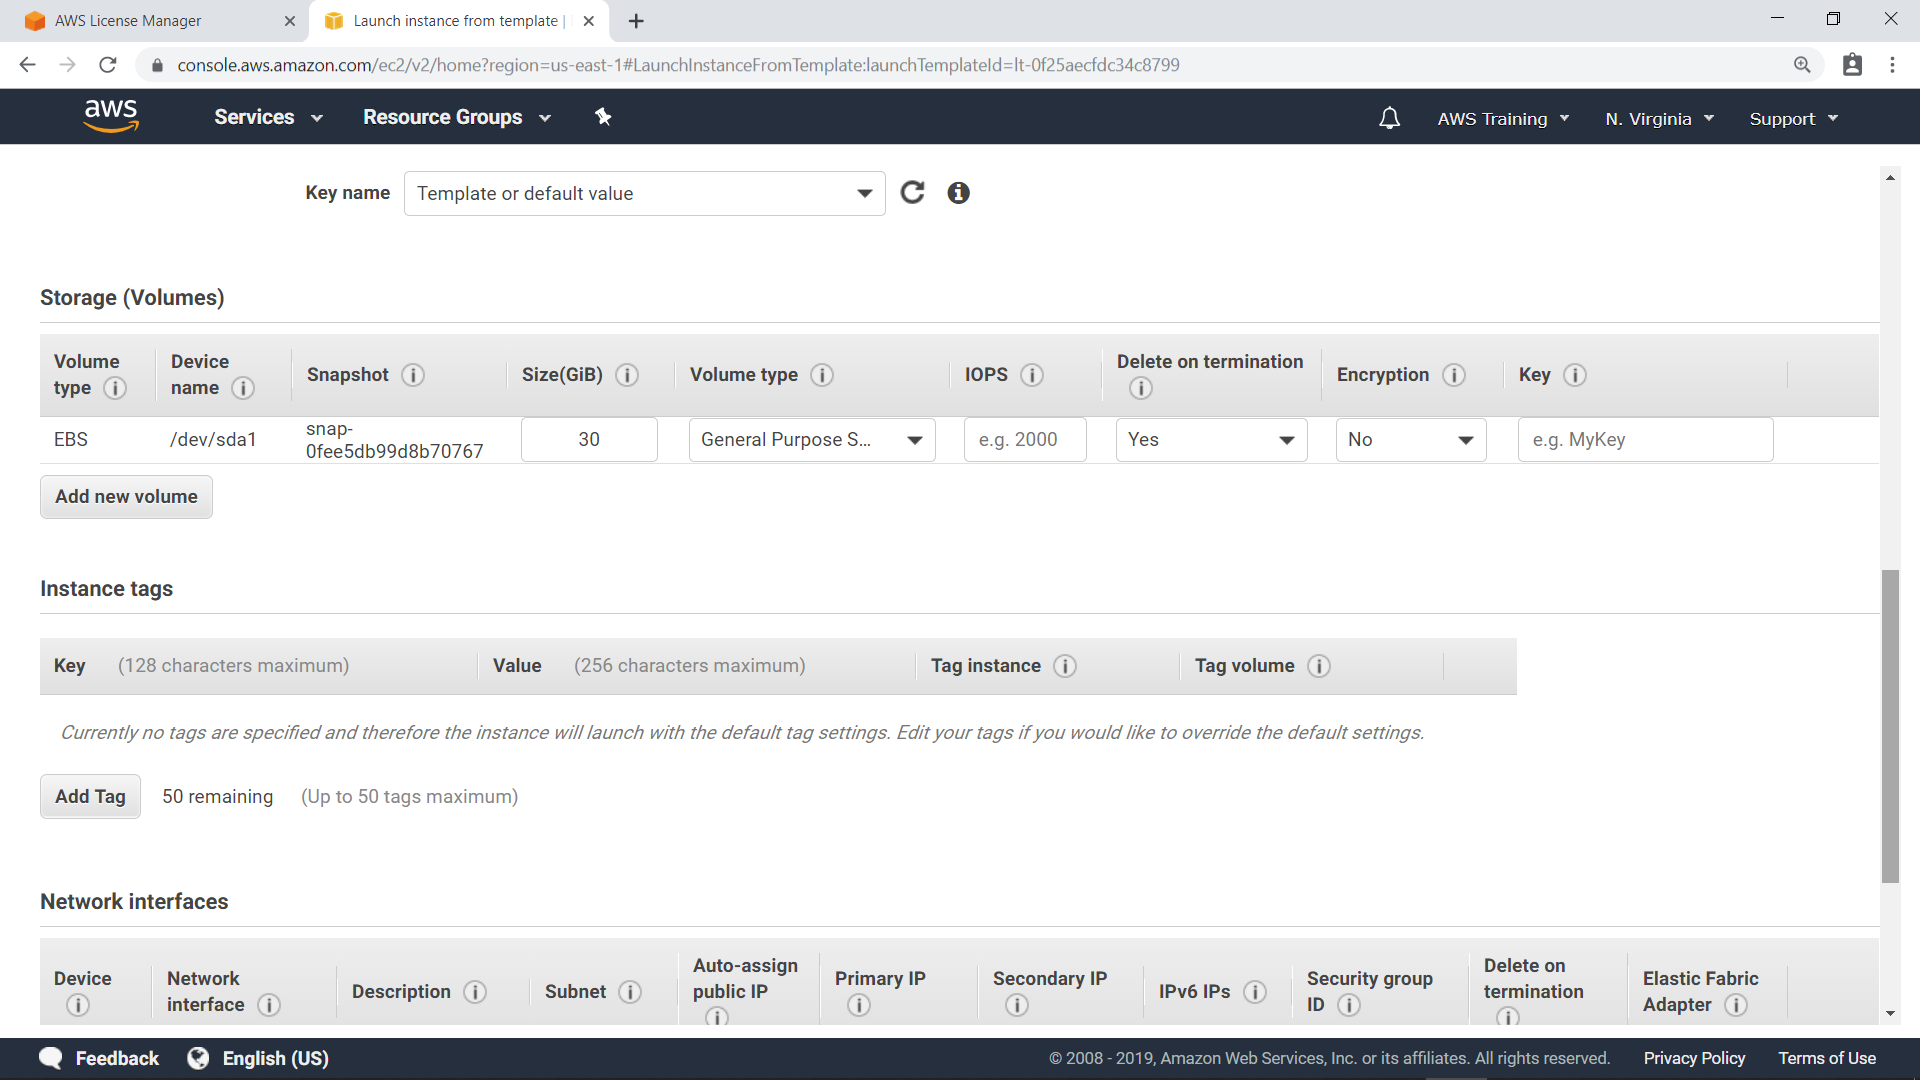 AWS License Manager
Launch instance from template |
console.aws.amazon.com/ec2/v2/home?region=us-east-1#LaunchInstanceFromTemplate:launchTemplateId=lt-0f25aecfdc34c8799
aws Services Resource Groups AWS Training N. Virginia Support
Key name Template or default value
Storage (Volumes)
Volume type Device name Snapshot Size(GiB) Volume type IOPS Delete on termination Encryption Key
EBS /dev/sda1 snap-0fee5db99d8b70767 30 General Purpose S... e.g. 2000 Yes No e.g. MyKey
Add new volume
Instance tags
Key (128 characters maximum) Value (256 characters maximum) Tag instance Tag volume
Currently no tags are specified and therefore the instance will launch with the default tag settings. Edit your tags if you would like to override the default settings.
Add Tag 50 remaining (Up to 50 tags maximum)
Network interfaces
Device Network interface Description Subnet Auto-assign public IP Primary IP Secondary IP IPv6 IPs Security group ID Delete on termination Elastic Fabric Adapter
Feedback English (US) © 2008 - 2019, Amazon Web Services, Inc. or its affiliates. All rights reserved. Privacy Policy Terms of Use